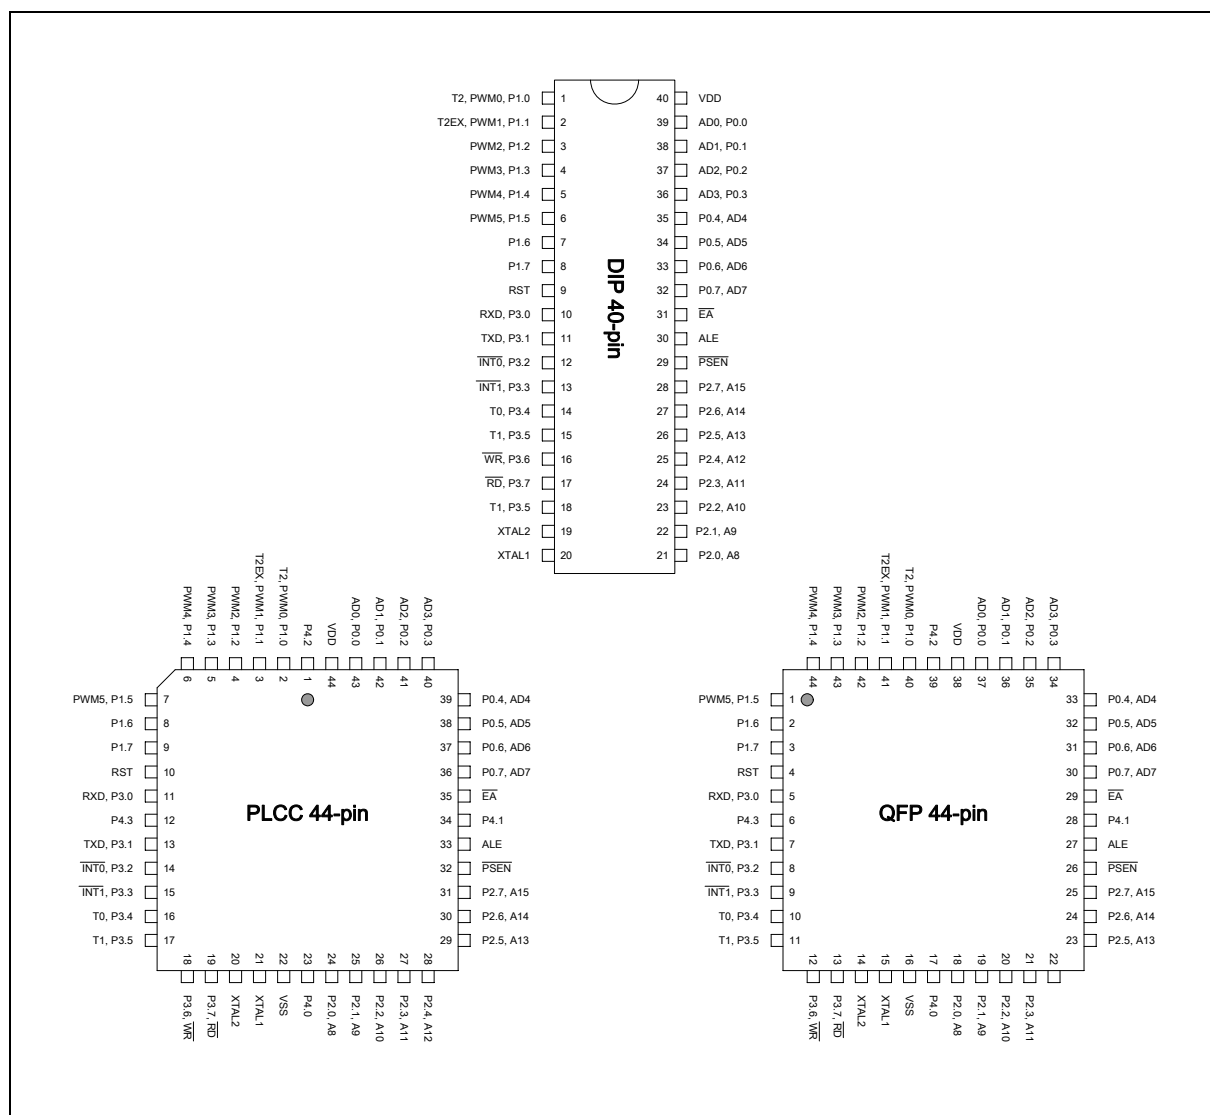 T2, PWM0, P1.0 1 40 VDD
T2EX, PWM1, P1.1 2 39 AD0, P0.0
PWM2, P1.2 3 38 AD1, P0.1
PWM3, P1.3 4 37 AD2, P0.2
PWM4, P1.4 5 36 AD3, P0.3
PWM5, P1.5 6 35 P0.4, AD4
P1.6 7 34 P0.5, AD5
P1.7 8 33 P0.6, AD6
RST 9 32 P0.7, AD7
RXD, P3.0 10 31 EA
TXD, P3.1 11 30 ALE
INT0, P3.2 12 29 PSEN
INT1, P3.3 13 28 P2.7, A15
T0, P3.4 14 27 P2.6, A14
T1, P3.5 15 26 P2.5, A13
WR, P3.6 16 25 P2.4, A12
RD, P3.7 17 24 P2.3, A11
T1, P3.5 18 23 P2.2, A10
XTAL2 19 22 P2.1, A9
XTAL1 20 21 P2.0, A8
DIP 40-pin
PWM4, P1.4
PWM3, P1.3
PWM2, P1.2
T2EX, PWM1, P1.1
T2, PWM0, P1.0
P4.2
VDD
AD0, P0.0
AD1, P0.1
AD2, P0.2
AD3, P0.3
6 5 4 3 2 1 44 43 42 41 40
PWM5, P1.5 7 39 P0.4, AD4
P1.6 8 38 P0.5, AD5
P1.7 9 37 P0.6, AD6
RST 10 36 P0.7, AD7
RXD, P3.0 11 35 EA
P4.3 12 34 P4.1
TXD, P3.1 13 33 ALE
INT0, P3.2 14 32 PSEN
INT1, P3.3 15 31 P2.7, A15
T0, P3.4 16 30 P2.6, A14
T1, P3.5 17 29 P2.5, A13
PLCC 44-pin
18 19 20 21 22 23 24 25 26 27 28
P3.6, WR
P3.7, RD
XTAL2
XTAL1
VSS
P4.0
P2.0, A8
P2.1, A9
P2.2, A10
P2.3, A11
P2.4, A12
PWM4, P1.4
PWM3, P1.3
PWM2, P1.2
T2EX, PWM1, P1.1
T2, PWM0, P1.0
P4.2
VDD
AD0, P0.0
AD1, P0.1
AD2, P0.2
AD3, P0.3
44 43 42 41 40 39 38 37 36 35 34
PWM5, P1.5 1 33 P0.4, AD4
P1.6 2 32 P0.5, AD5
P1.7 3 31 P0.6, AD6
RST 4 30 P0.7, AD7
RXD, P3.0 5 29 EA
P4.3 6 28 P4.1
TXD, P3.1 7 27 ALE
INT0, P3.2 8 26 PSEN
INT1, P3.3 9 25 P2.7, A15
T0, P3.4 10 24 P2.6, A14
T1, P3.5 11 23 P2.5, A13
QFP 44-pin
12 13 14 15 16 17 18 19 20 21 22
P3.6, WR
P3.7, RD
XTAL2
XTAL1
VSS
P4.0
P2.0, A8
P2.1, A9
P2.2, A10
P2.3, A11